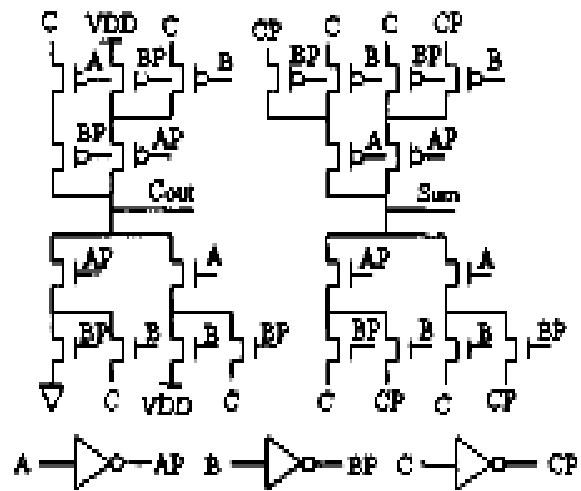 C VDD C CP C C CP
A BP B BP B BP B
BP AP A AP
Cout Sum
AP A AP A
BP B B BP BP B B BP
C VDD C C CP C CP
A AP B BP C CP